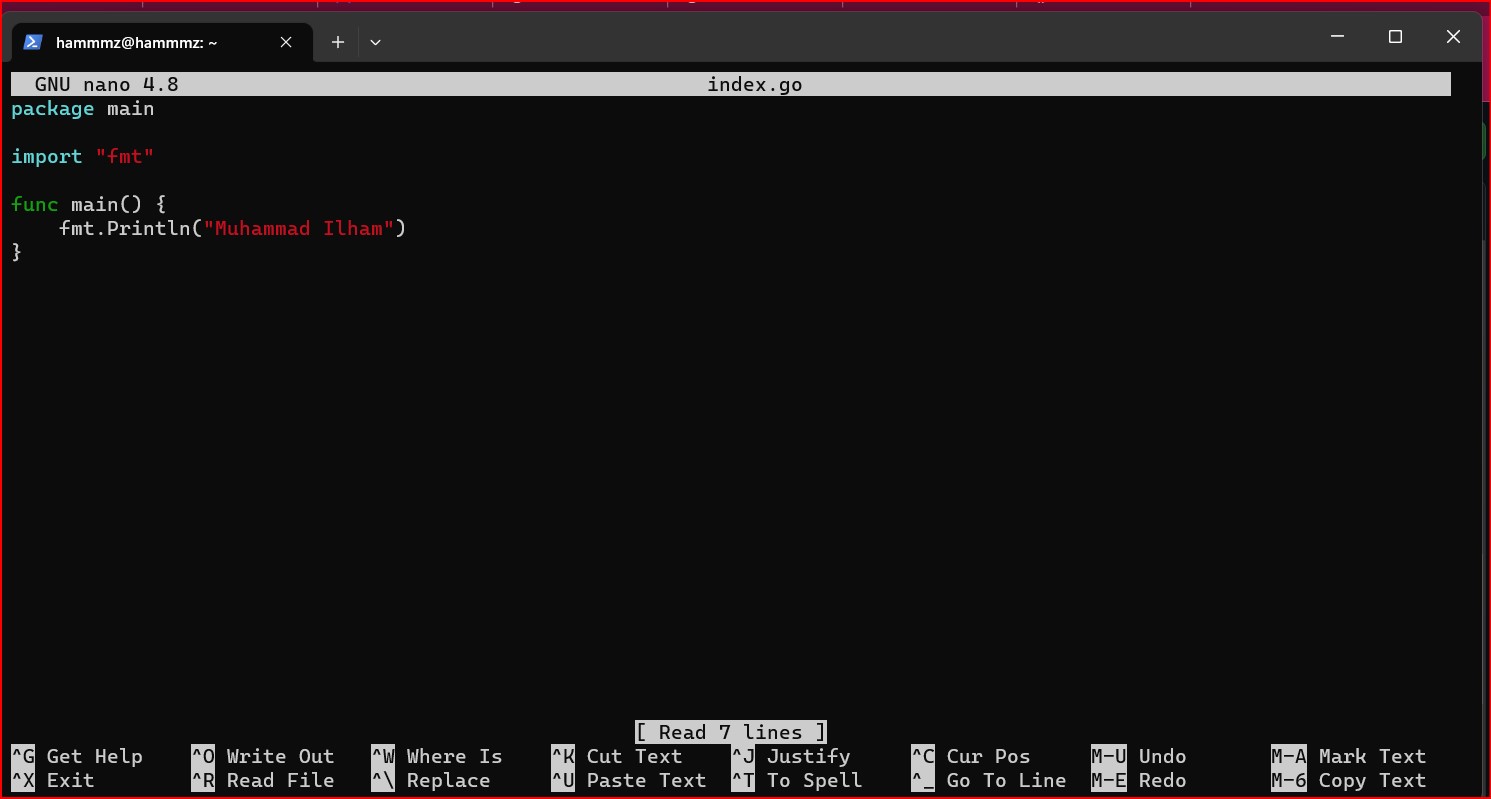 hammmz@hammmz: ~
GNU nano 4.8 index.go
package main

import "fmt"

func main() {
    fmt.Println("Muhammad Ilham")
}

[ Read 7 lines ]
^G Get Help ^O Write Out ^W Where Is ^K Cut Text ^J Justify ^C Cur Pos M-U Undo M-A Mark Text
^X Exit ^R Read File ^\ Replace ^U Paste Text ^T To Spell ^_ Go To Line M-E Redo M-6 Copy Text